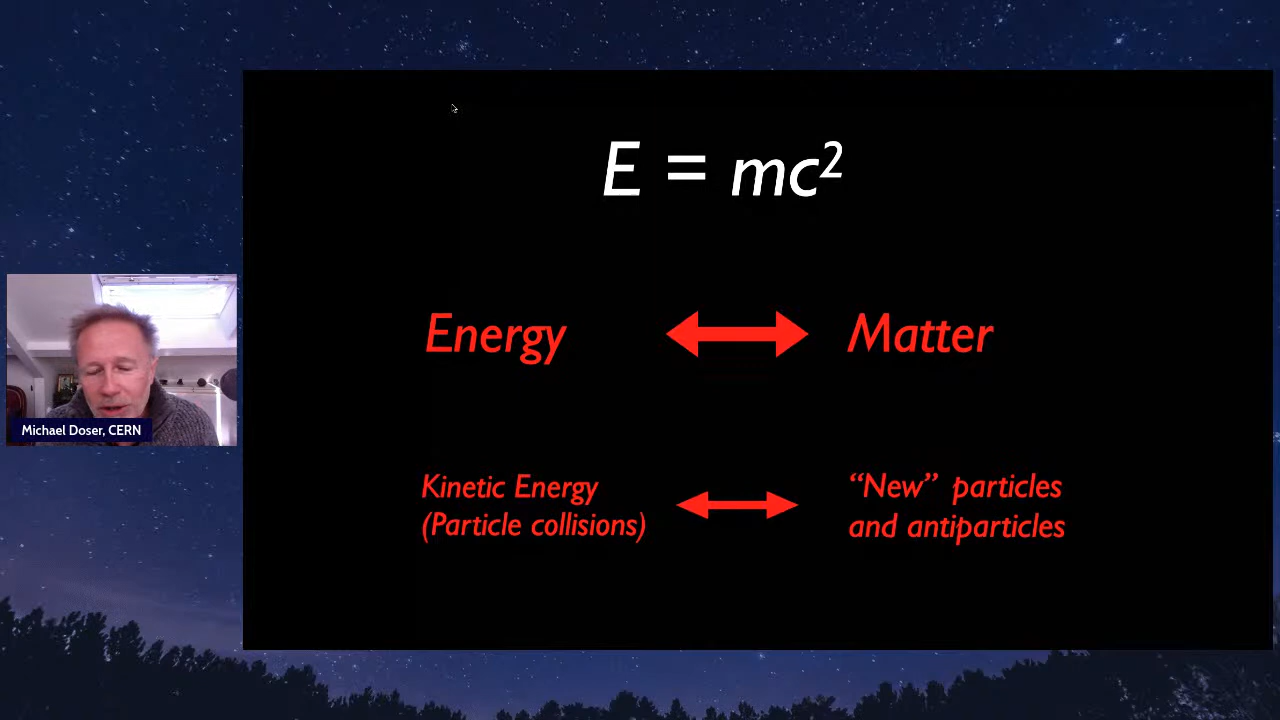 E = mc²
Energy Matter
Kinetic Energy
(Particle collisions)
“New” particles
and antiparticles
Michael Doser, CERN